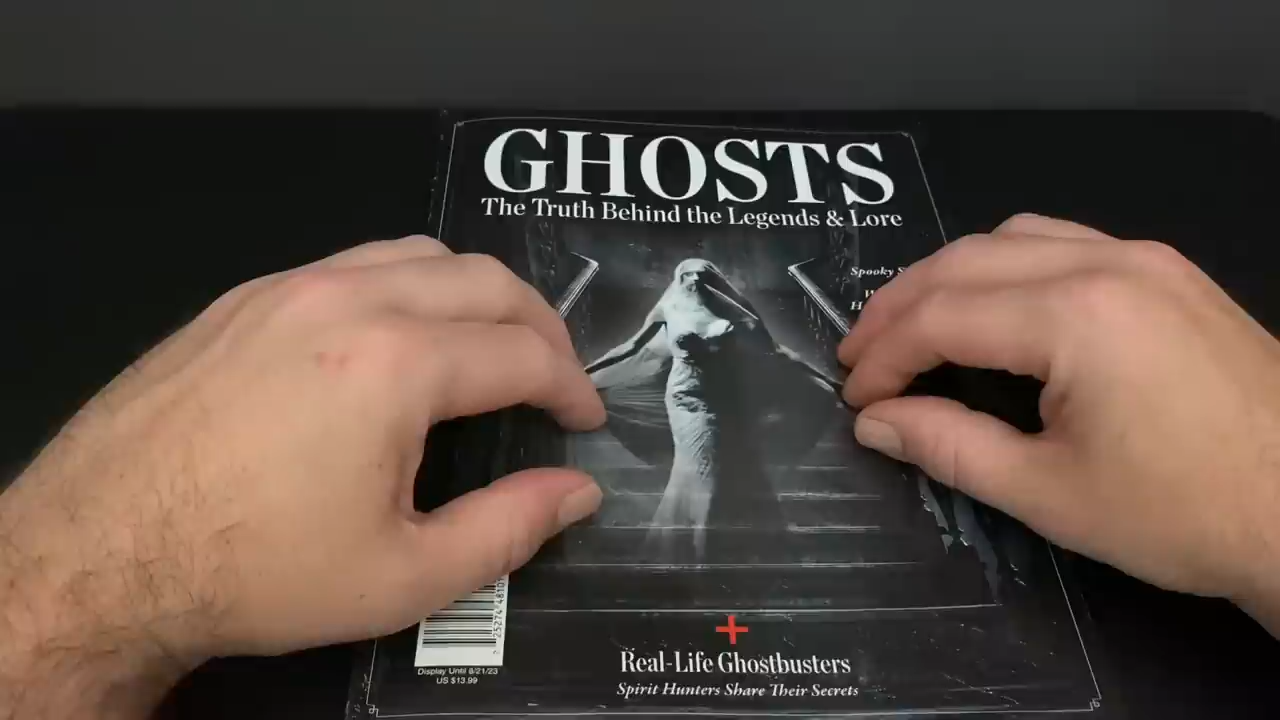 GHOSTS
The Truth Behind the Legends & Lore
Spooky
Display Until 8/21/23
US $13.99
+
Real-Life Ghostbusters
Spirit Hunters Share Their Secrets